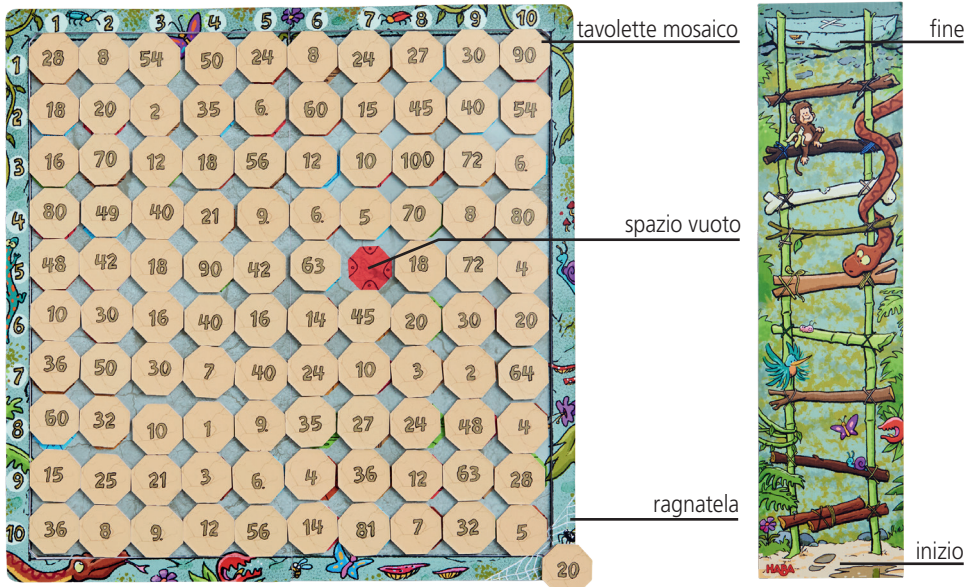 1 2 3 4 5 6 7 8 9 10
tavolette mosaico
fine
1 28 8 54 50 24 8 24 27 30 90
2 18 20 2 35 6. 60 15 45 40 54
3 16 70 12 18 56 12 10 100 72 6.
4 80 49 40 21 9. 6. 5 70 8 80
spazio vuoto
5 48 42 18 90 42 63 18 72 4
6 10 30 16 40 16 14 45 20 30 20
7 36 50 30 7 40 24 10 3 2 64
8 60 32 10 1 9. 35 27 24 48 4
9 15 25 21 3 6. 4 36 12 63 28
ragnatela
10 36 8 9. 12 56 14 81 7 32 5
inizio
20
HABA